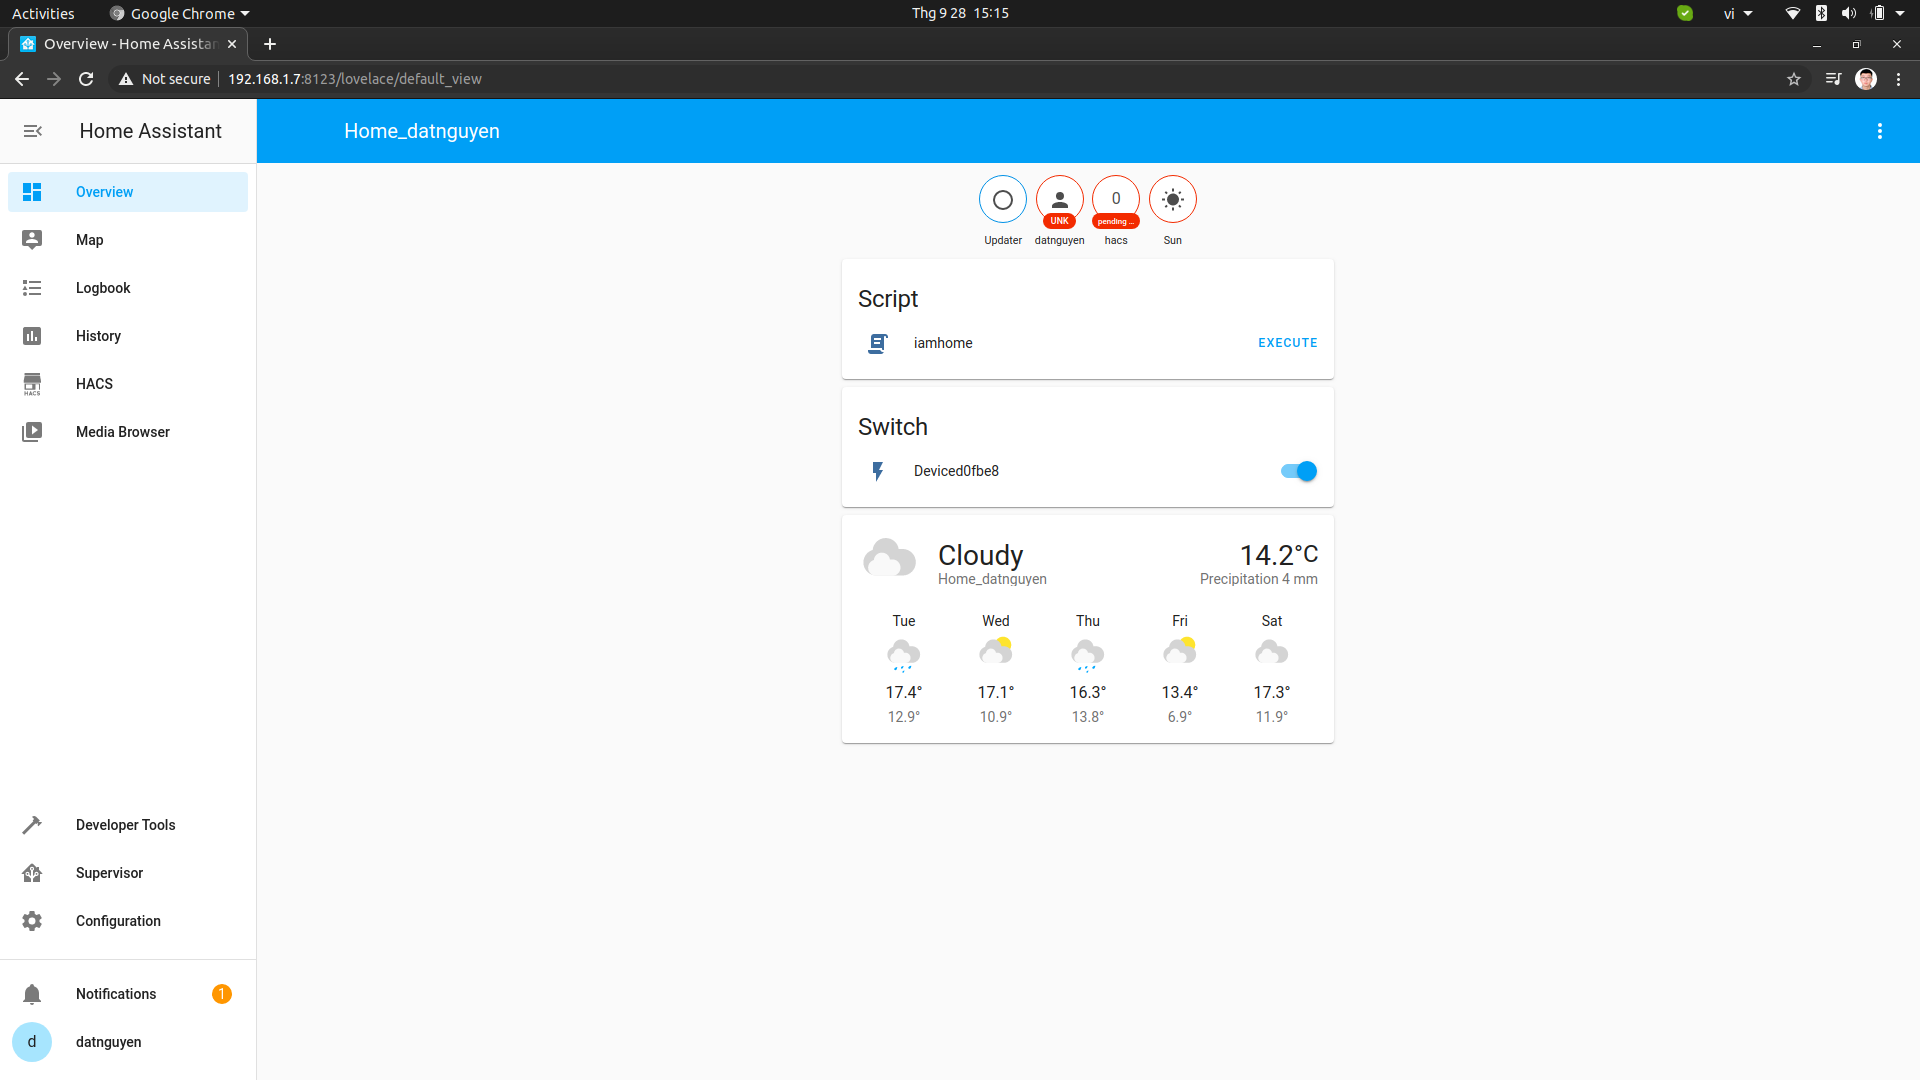 Activities
Google Chrome
Thg 9 28 15:15
vi
Overview - Home Assistan
Not secure
192.168.1.7:8123/lovelace/default_view
Home Assistant
Home_datnguyen
Overview
Map
Logbook
History
HACS
HACS
Media Browser
Developer Tools
Supervisor
Configuration
Notifications
1
d
datnguyen
UNK
0
pending ...
Updater
datnguyen
hacs
Sun
Script
iamhome
EXECUTE
Switch
Deviced0fbe8
Cloudy
14.2°C
Home_datnguyen
Precipitation 4 mm
Tue Wed Thu Fri Sat
17.4° 17.1° 16.3° 13.4° 17.3°
12.9° 10.9° 13.8° 6.9° 11.9°